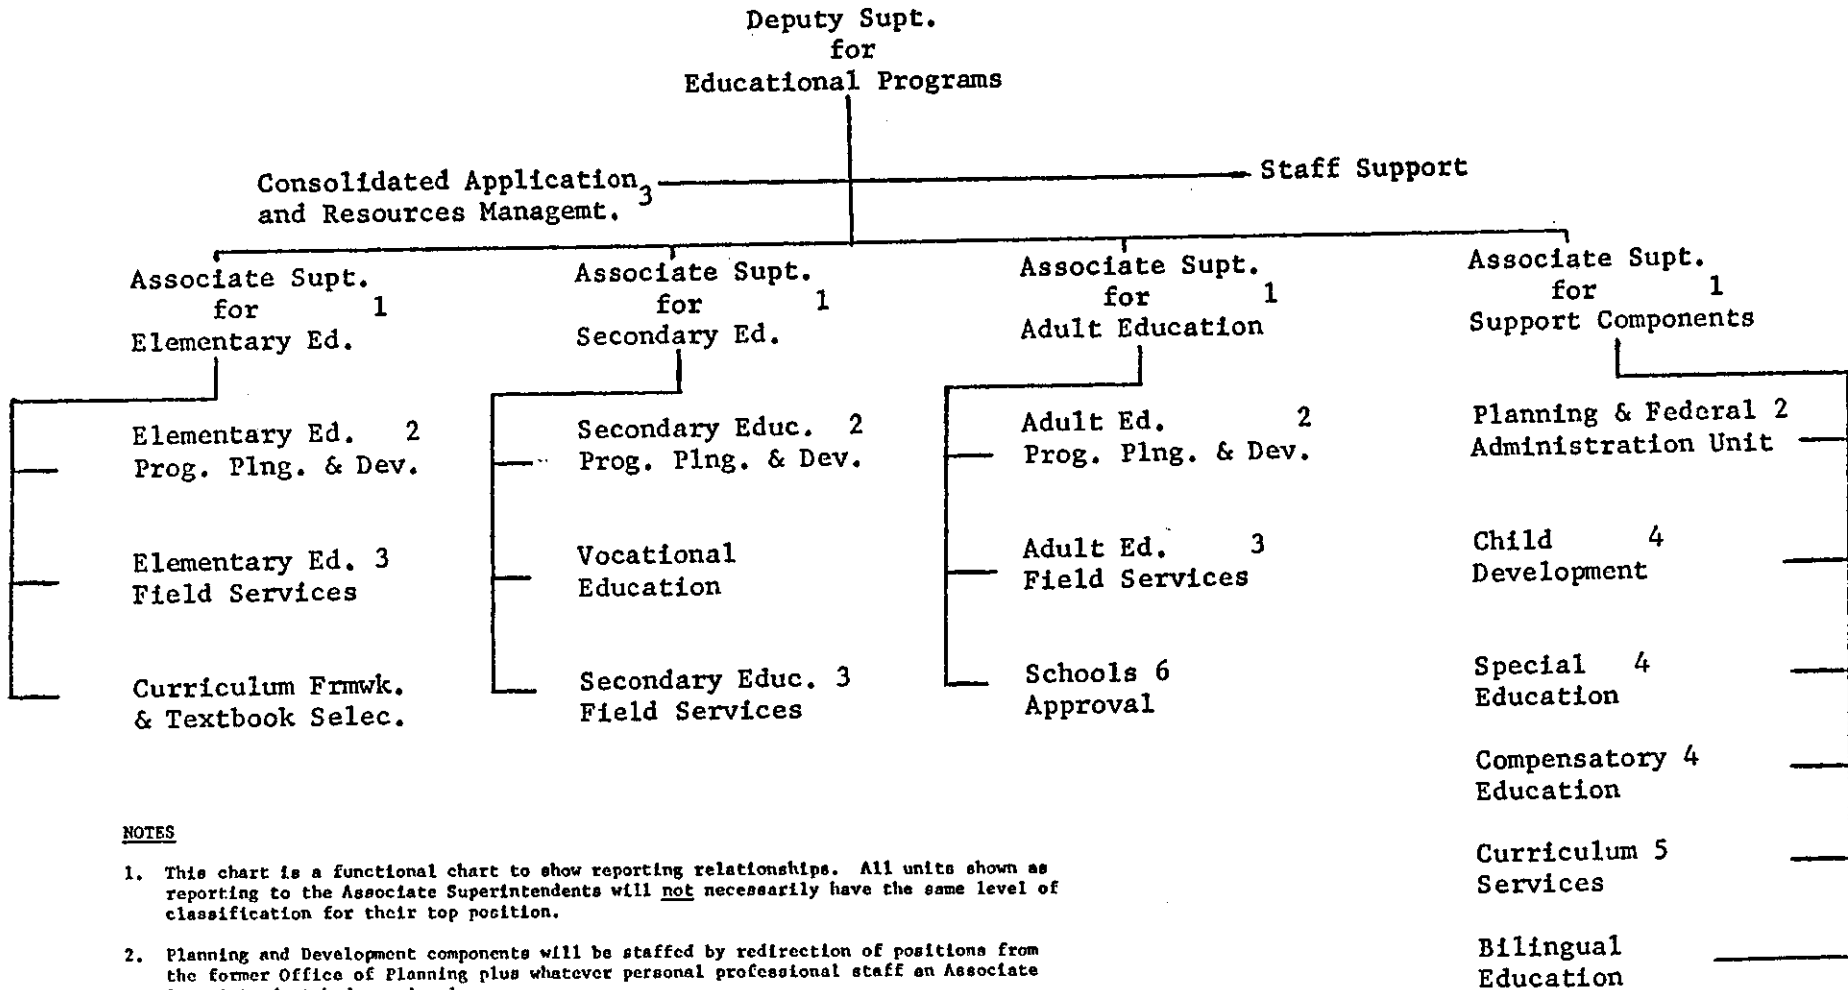 Deputy Supt.
for
Educational Programs
Consolidated Application 3
and Resources Managemt.
Staff Support
Associate Supt.
for 1
Elementary Ed.
Elementary Ed. 2
Prog. Plng. & Dev.
Elementary Ed. 3
Field Services
Curriculum Frmwk.
& Textbook Selec.
Associate Supt.
for 1
Secondary Ed.
Secondary Educ. 2
Prog. Plng. & Dev.
Vocational
Education
Secondary Educ. 3
Field Services
Associate Supt.
for 1
Adult Education
Adult Ed. 2
Prog. Plng. & Dev.
Adult Ed. 3
Field Services
Schools 6
Approval
Associate Supt.
for 1
Support Components
Planning & Federal 2
Administration Unit
Child 4
Development
Special 4
Education
Compensatory 4
Education
Curriculum 5
Services
Bilingual
Education
NOTES
1. This chart is a functional chart to show reporting relationships. All units shown as
reporting to the Associate Superintendents will not necessarily have the same level of
classification for their top position.
2. Planning and Development components will be staffed by redirection of positions from
the former Office of Planning plus whatever personal professional staff an Associate